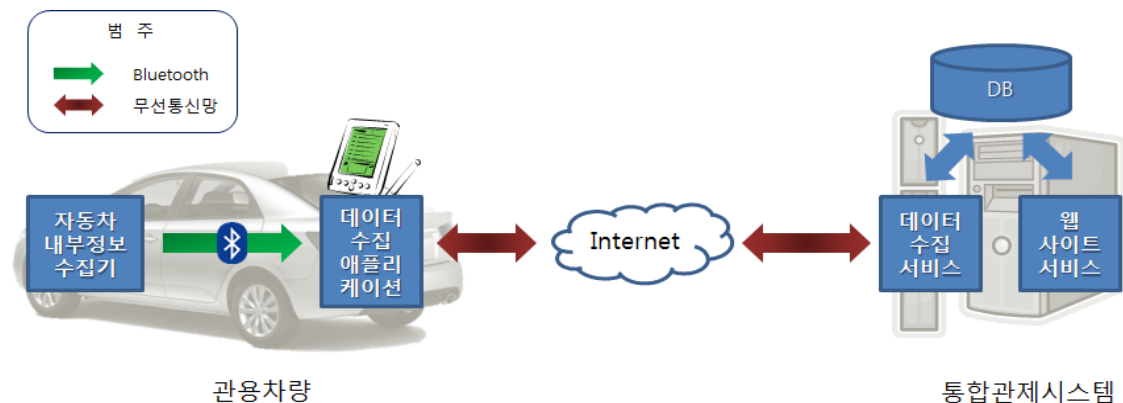 범 주
Bluetooth
무선통신망
DB
자동차
내부정보
수집기
데이터
수집
애플리
케이션
Internet
데이터
수집
서비스
웹
사이트
서비스
관용차량
통합관제시스템